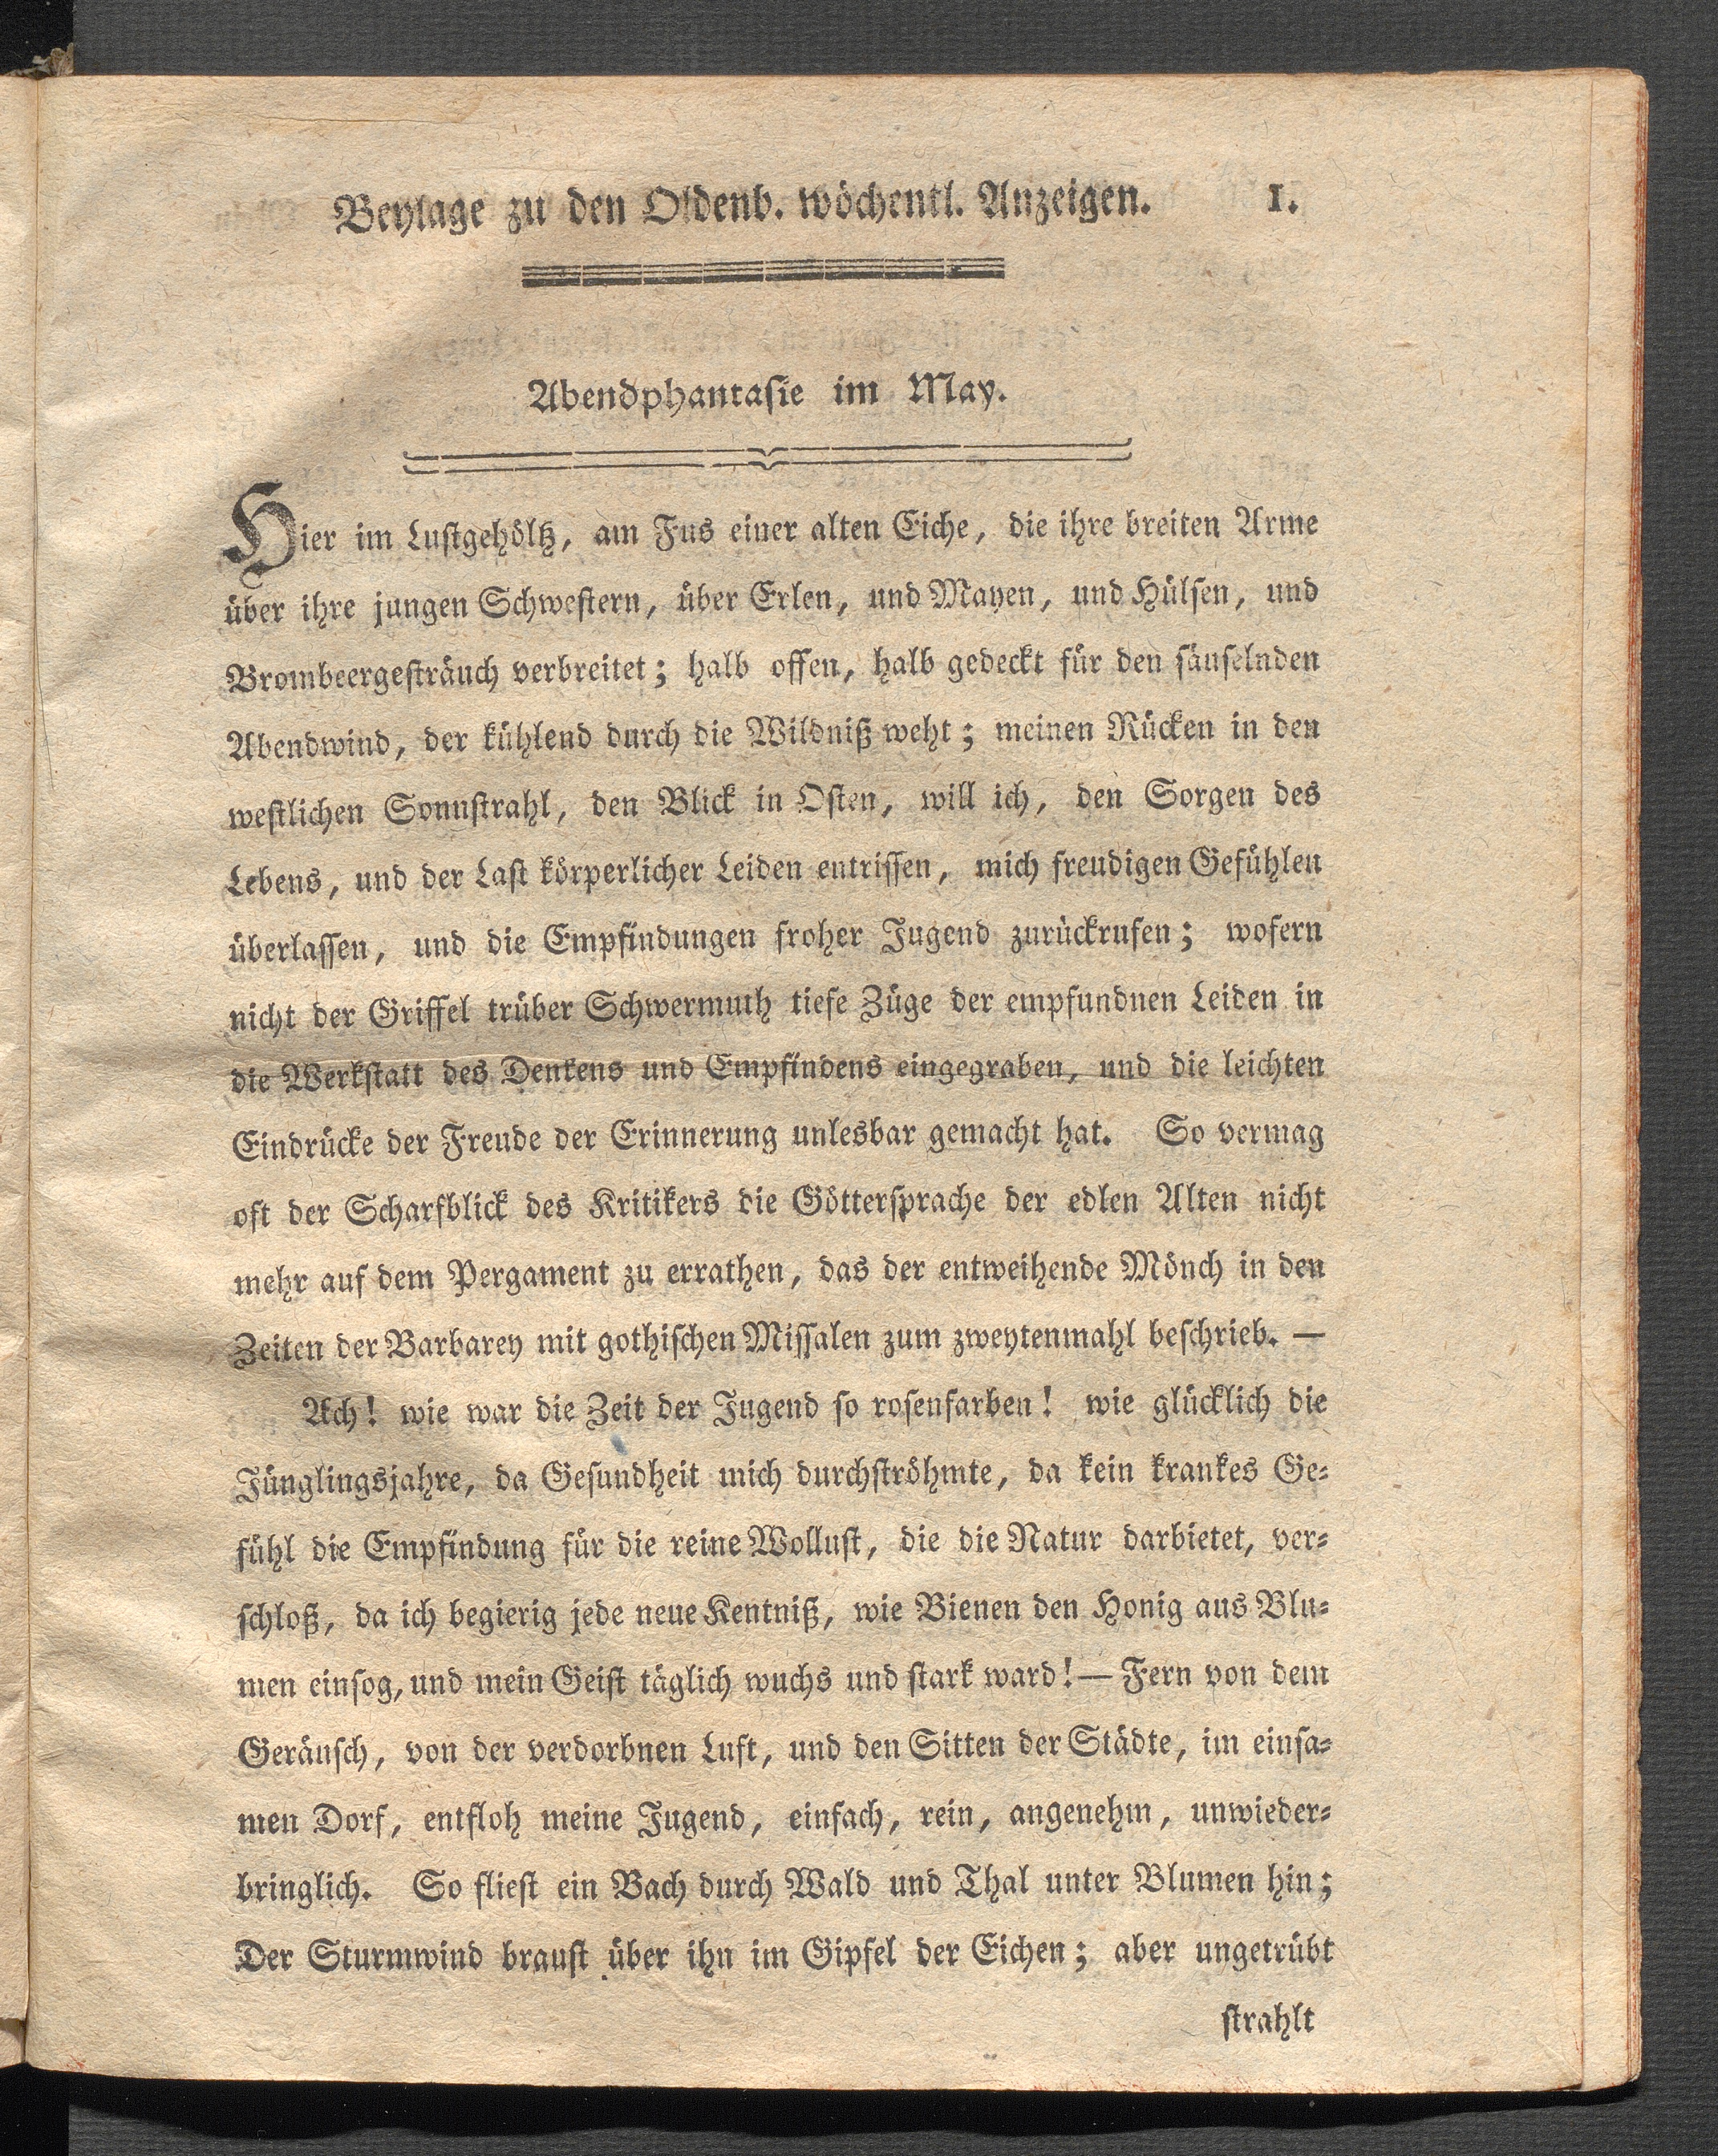 Beylage zu den Oldenb. wöchentl. Anzeigen. 1.
Abendphantasie im May.
Hier im Lustgehöltz, am Fus einer alten Eiche, die ihre breiten Arme
über ihre jungen Schwestern, über Erlen, und Mayen, und Hülsen, und
Brombeergesträuch verbreitet; halb offen, halb gedeckt für den säuselnden
Abendwind, der kühlend durch die Wildniß weht; meinen Rücken in den
westlichen Sonnstrahl, den Blick in Osten, will ich, den Sorgen des
Lebens, und der Last körperlicher Leiden entrissen, mich freudigen Gefühlen
überlassen, und die Empfindungen froher Jugend zurückrufen; wofern
nicht der Griffel trüber Schwermuth tiefe Züge der empfundnen Leiden in
die Werkstatt des Denkens und Empfindens eingegraben, und die leichten
Eindrücke der Freude der Erinnerung unlesbar gemacht hat. So vermag
oft der Scharfblick des Kritikers die Göttersprache der edlen Alten nicht
mehr auf dem Pergament zu errathen, das der entweihende Mönch in den
Zeiten der Barbarey mit gothischen Missalen zum zweytenmahl beschrieb. —
Ach! wie war die Zeit der Jugend so rosenfarben! wie glücklich die
Jünglingsjahre, da Gesundheit mich durchströhmte, da kein krankes Ge-
fühl die Empfindung für die reine Wollust, die die Natur darbietet, ver-
schloß, da ich begierig jede neue Kentniß, wie Bienen den Honig aus Blu-
men einsog, und mein Geist täglich wuchs und stark ward! — Fern von dem
Geräusch, von der verdorbnen Luft, und den Sitten der Städte, im einsa-
men Dorf, entfloh meine Jugend, einfach, rein, angenehm, unwieder-
bringlich. So fliest ein Bach durch Wald und Thal unter Blumen hin;
Der Sturmwind braust über ihn im Gipfel der Eichen; aber ungetrübt
strahlt